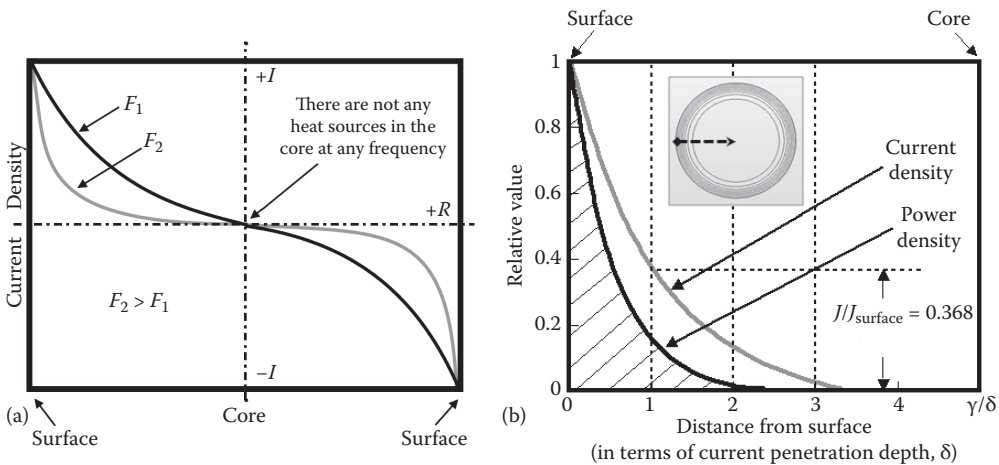 Current Density
+I
F₁
F₂
There are not any
heat sources in the
core at any frequency
+R
F₂ > F₁
−I
(a)
Surface
Core
Surface
Surface
Core
Relative value
1
0.8
0.6
0.4
0.2
0
Current
density
Power
density
J/Jsurface = 0.368
0
1
2
3
4
γ/δ
(b)
Distance from surface
(in terms of current penetration depth, δ)